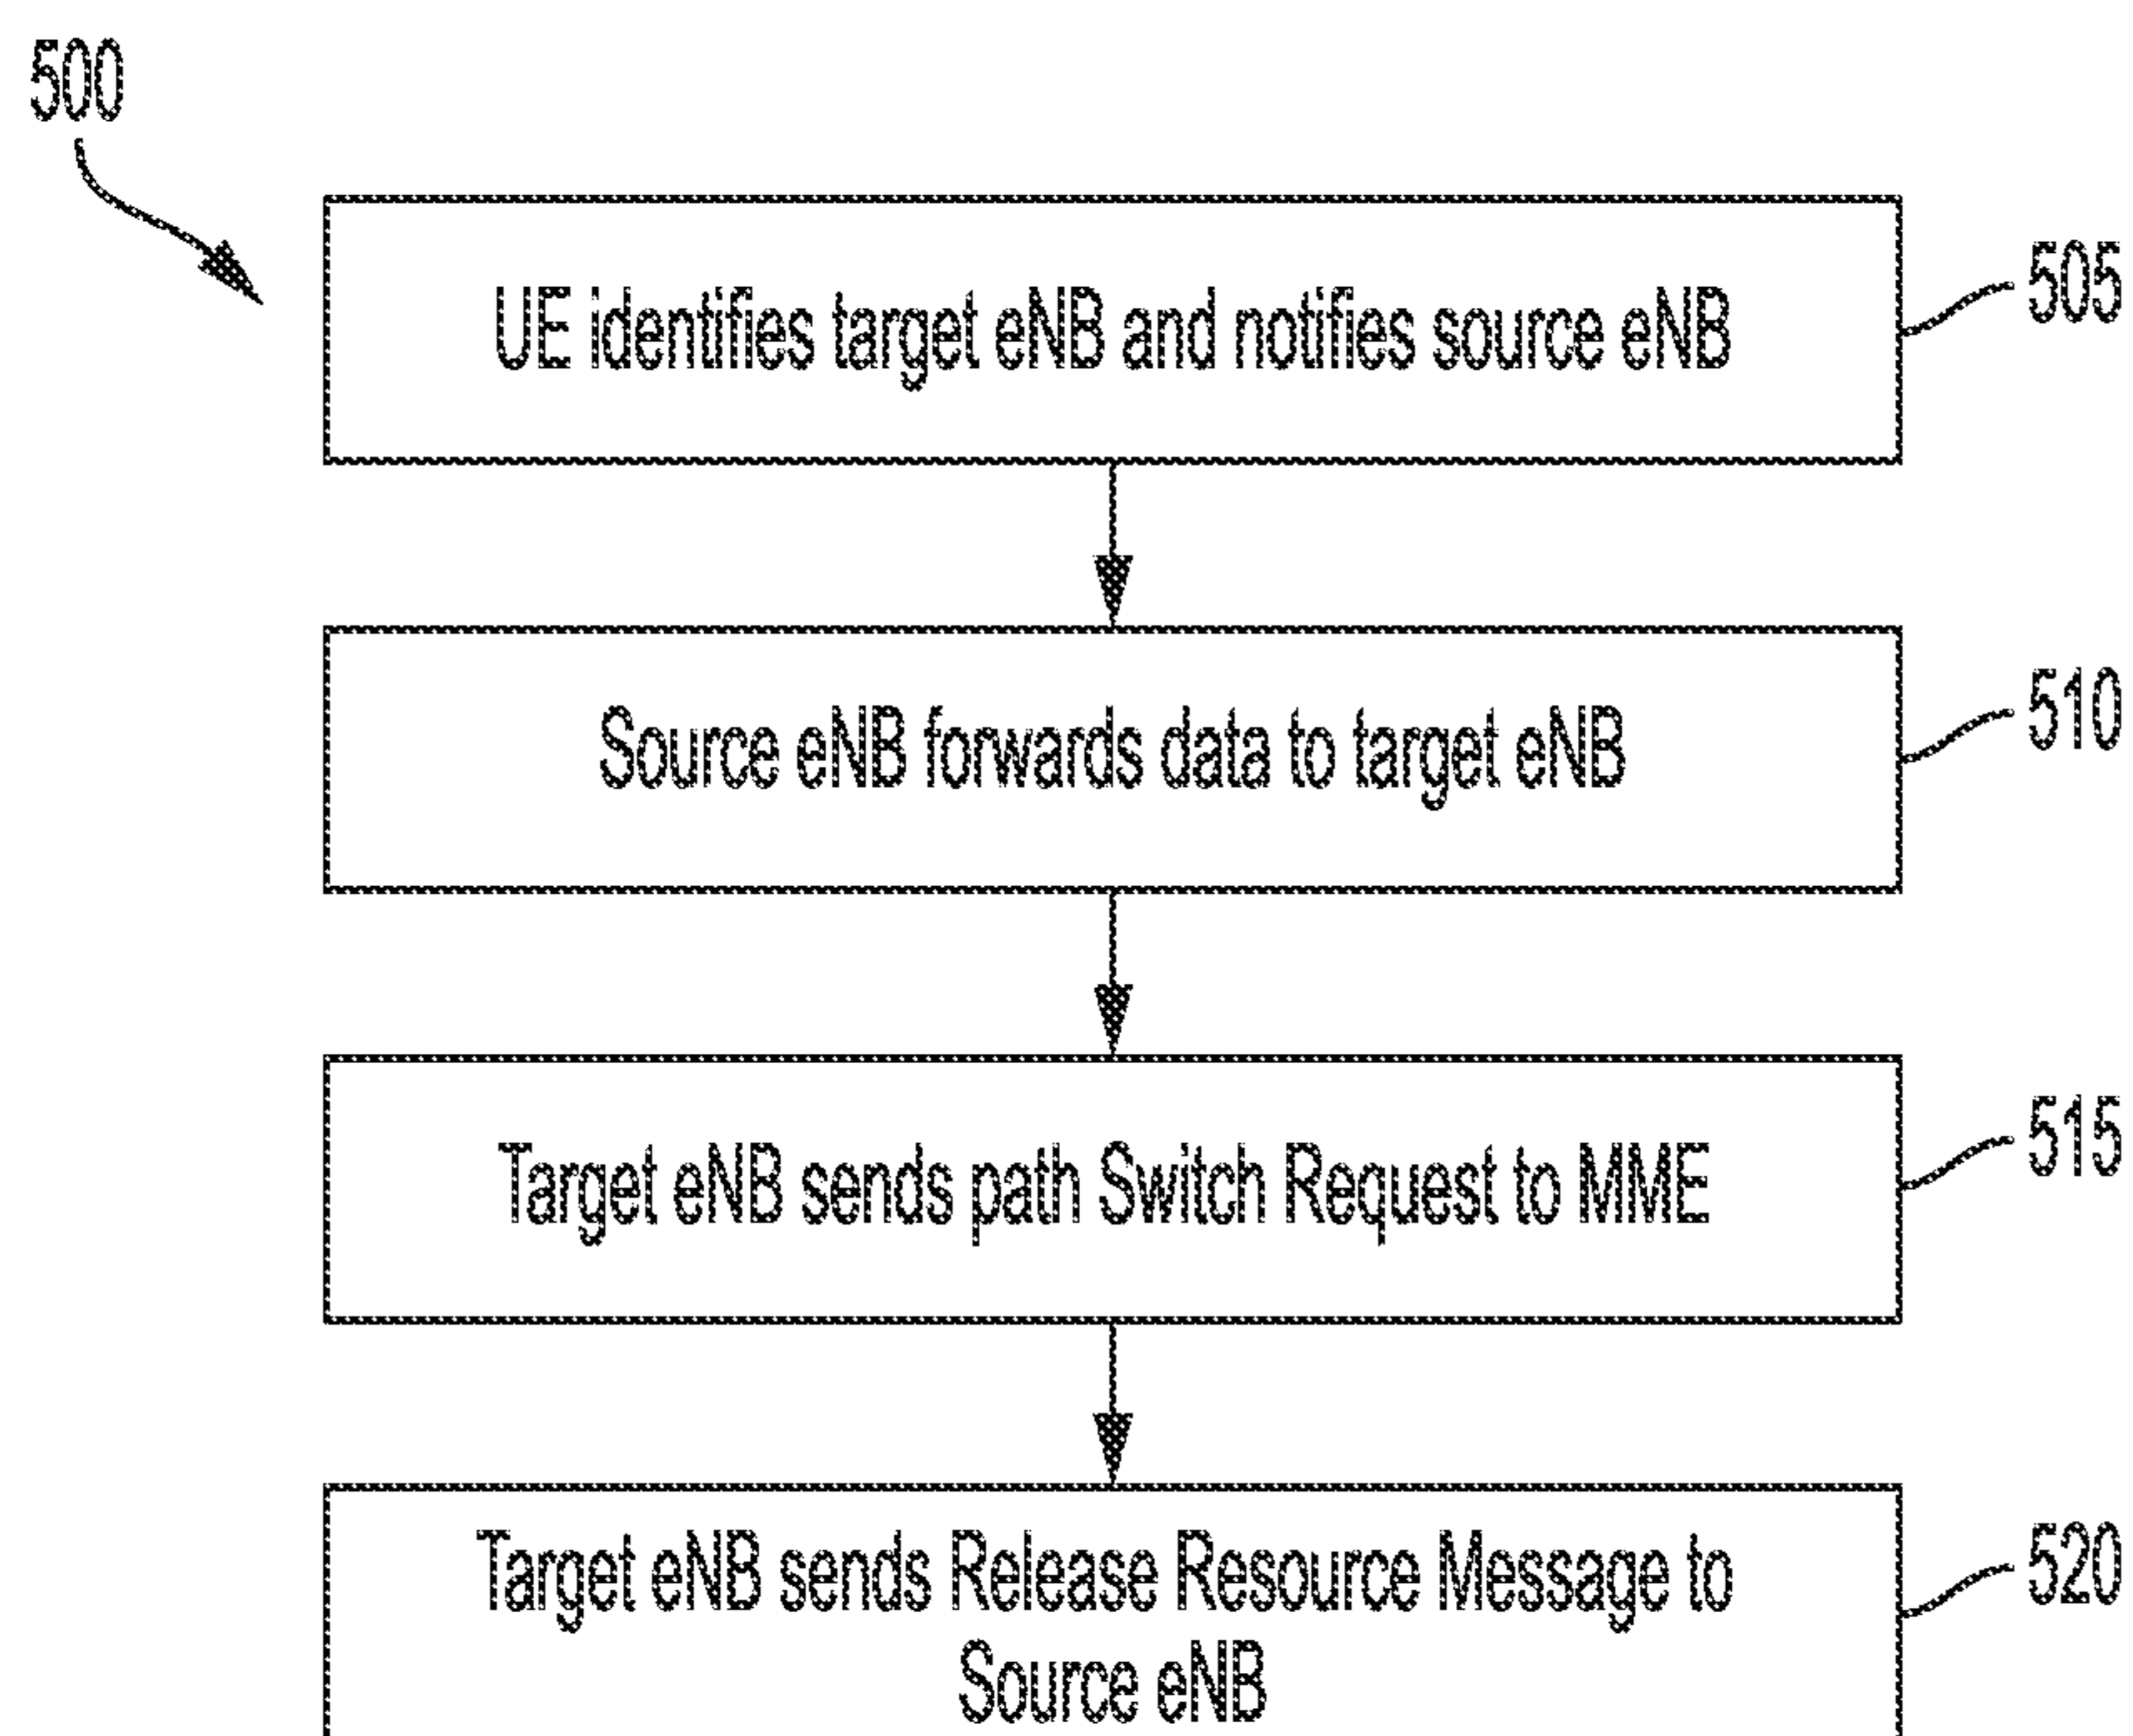 500
UE identifies target eNB and notifies source eNB
505
Source eNB forwards data to target eNB
510
Target eNB sends path Switch Request to MME
515
Target eNB sends Release Resource Message to
Source eNB
520